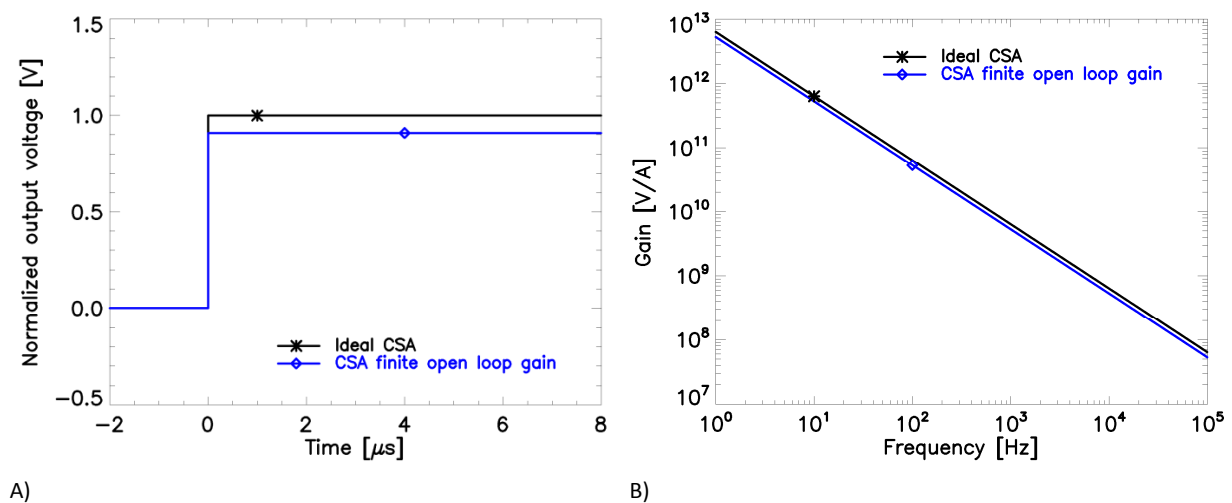 Normalized output voltage [V]
1.5
1.0
0.5
0.0
−0.5
Ideal CSA
CSA finite open loop gain
−2
0
2
4
6
8
Time [μs]
A)
Gain [V/A]
10^13
10^12
10^11
10^10
10^9
10^8
10^7
Ideal CSA
CSA finite open loop gain
10^0
10^1
10^2
10^3
10^4
10^5
Frequency [Hz]
B)